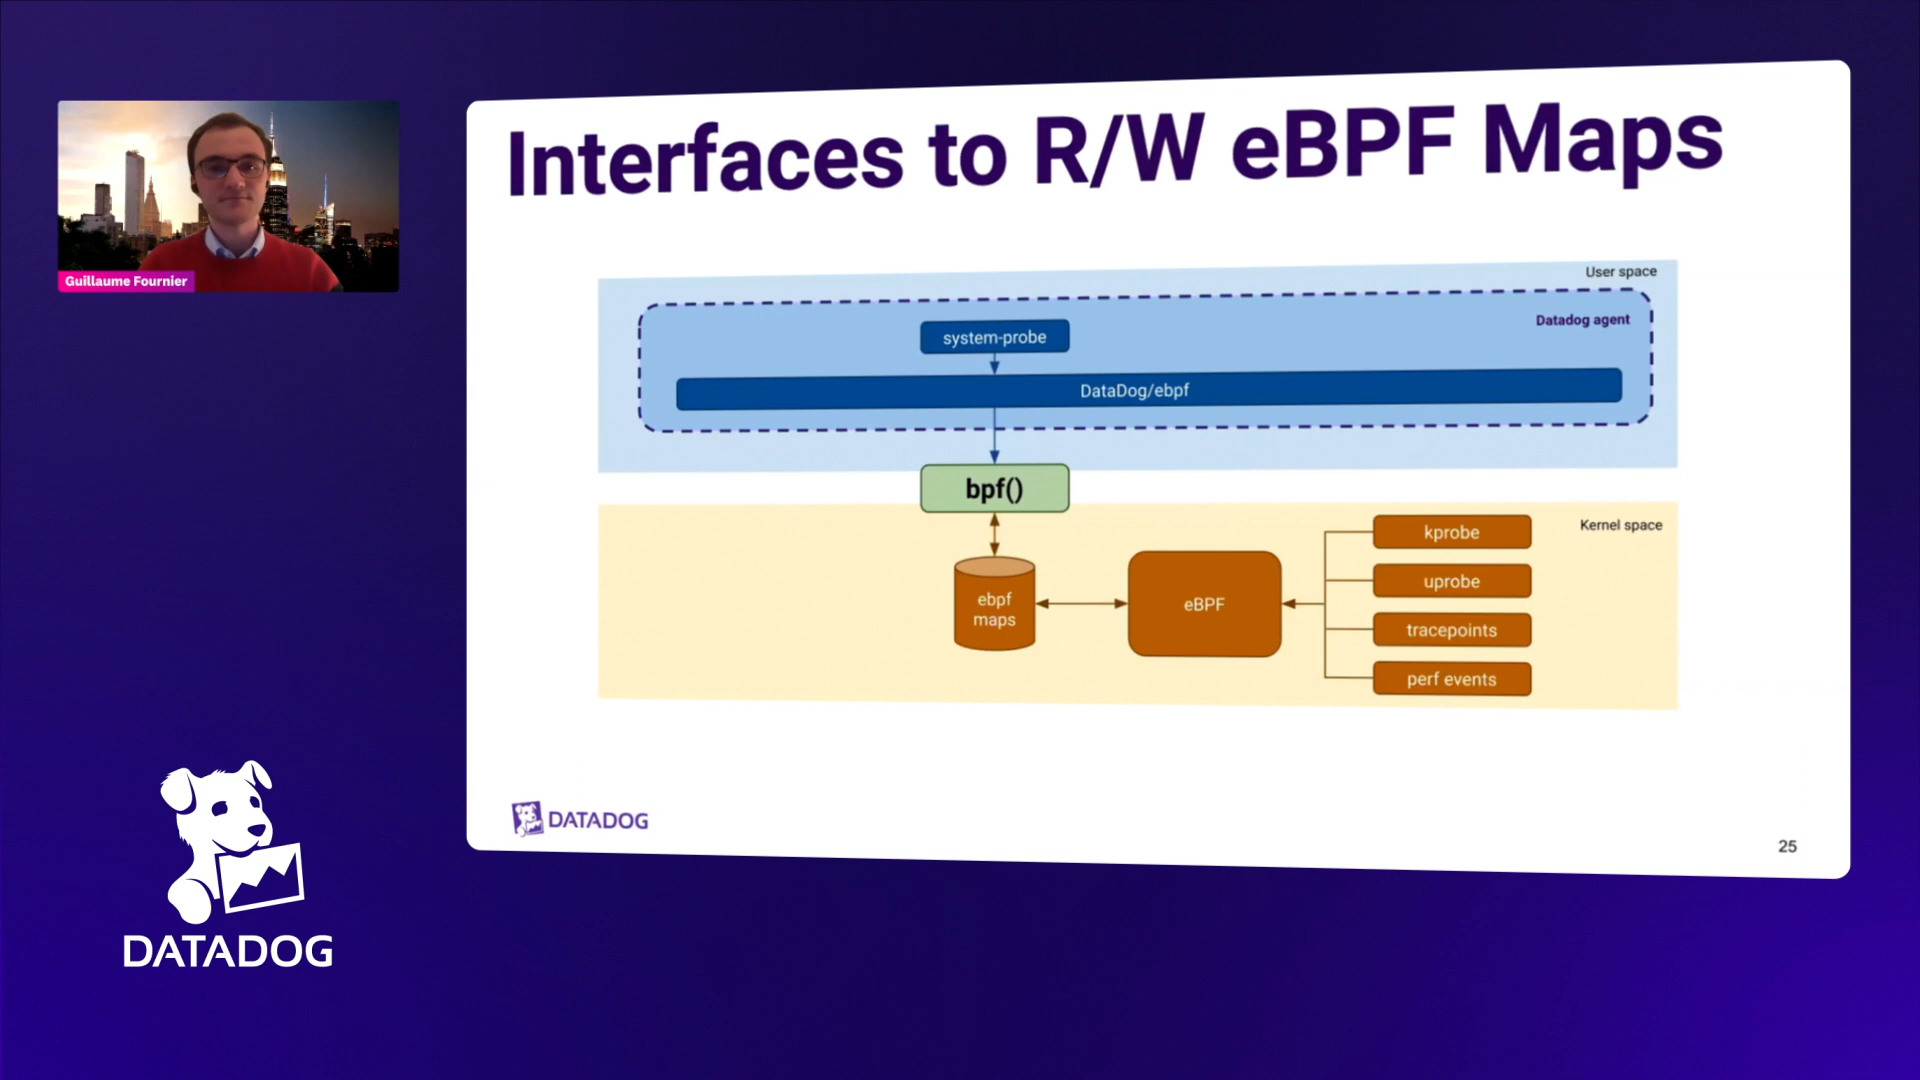 Guillaume Fournier
DATADOG
Interfaces to R/W eBPF Maps
User space
Datadog agent
system-probe
DataDog/ebpf
bpf()
Kernel space
ebpf
maps
eBPF
kprobe
uprobe
tracepoints
perf events
DATADOG
25